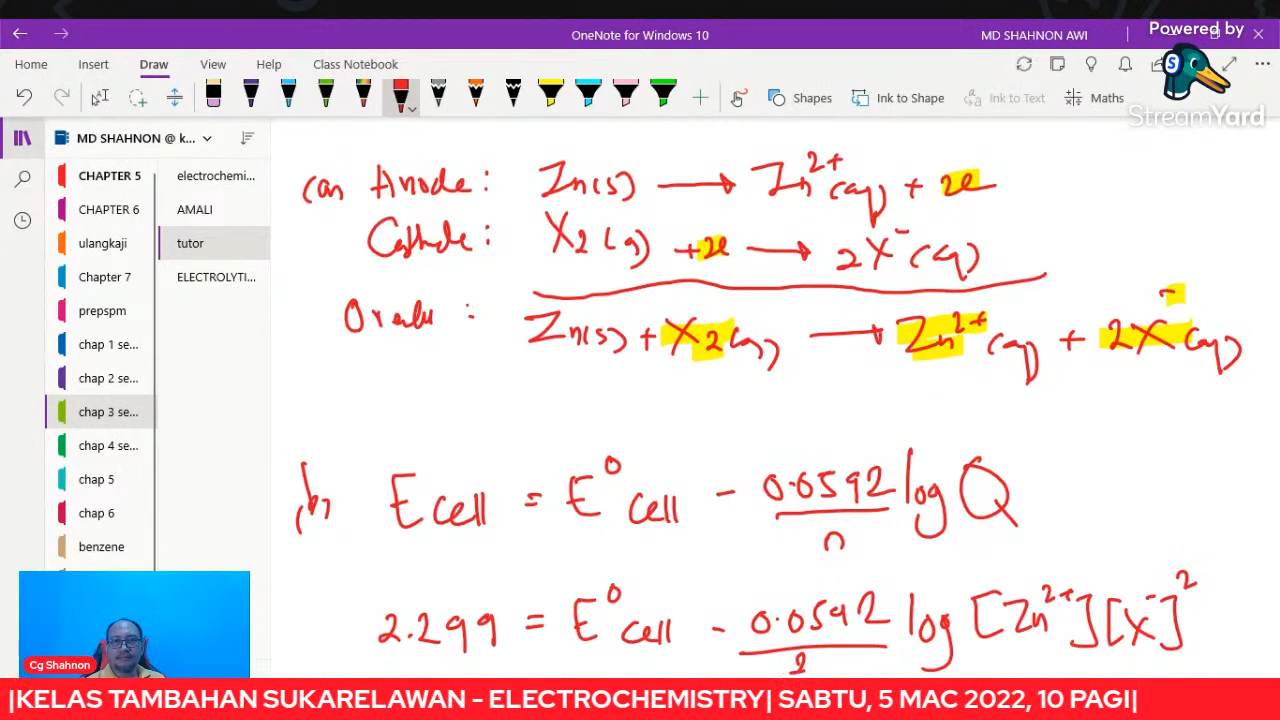 OneNote for Windows 10
MD SHAHNON AWI
Powered by
StreamYard
Home Insert Draw View Help Class Notebook
Shapes Ink to Shape Ink to Text Maths
MD SHAHNON @ k...
CHAPTER 5
CHAPTER 6
ulangkaji
Chapter 7
prepspm
chap 1 se...
chap 2 se...
chap 3 se...
chap 4 se...
chap 5
chap 6
benzene
electrochemi...
AMALI
tutor
ELECTROLYTI...
(a) Anode : Zn(s) → Zn²⁺(aq) + 2e
Cathode : X₂(g) + 2e → 2X⁻(aq)
: Zn(s) + X₂(g) → Zn²⁺(aq) + 2X⁻(aq)
(b) Ecell = E⁰cell - 0.0592/n log Q
2.299 = E⁰cell - 0.0592/2 log [Zn²⁺][X⁻]²
Cg Shahnon
|KELAS TAMBAHAN SUKARELAWAN – ELECTROCHEMISTRY| SABTU, 5 MAC 2022, 10 PAGI|